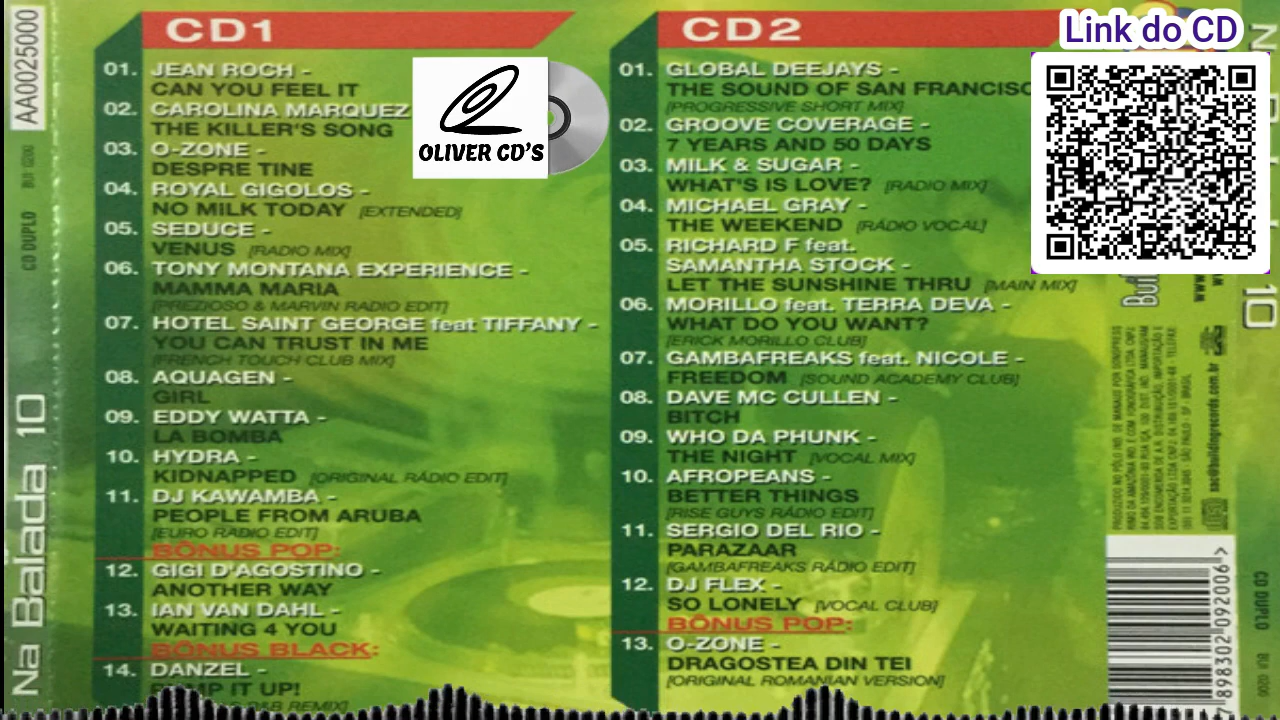 AA0025000
CD DUPLO
BUI 0200
Na Balada 10
CD1
01. JEAN ROCH -
CAN YOU FEEL IT
02. CAROLINA MARQUEZ
THE KILLER'S SONG
03. O-ZONE -
DESPRE TINE
04. ROYAL GIGOLOS -
NO MILK TODAY [EXTENDED]
05. SEDUCE -
VENUS [RADIO MIX]
06. TONY MONTANA EXPERIENCE -
MAMMA MARIA
[PREZIOSO & MARVIN RADIO EDIT]
07. HOTEL SAINT GEORGE feat TIFFANY -
YOU CAN TRUST IN ME
[FRENCH TOUCH CLUB MIX]
08. AQUAGEN -
GIRL
09. EDDY WATTA -
LA BOMBA
10. HYDRA -
KIDNAPPED [ORIGINAL RÁDIO EDIT]
11. DJ KAWAMBA -
PEOPLE FROM ARUBA
[EURO RADIO EDIT]
BÔNUS POP:
12. GIGI D'AGOSTINO -
ANOTHER WAY
13. IAN VAN DAHL -
WAITING 4 YOU
BÔNUS BLACK:
14. DANZEL -
PUMP IT UP!
R&B REMIX]
OLIVER CD'S
CD2
01. GLOBAL DEEJAYS -
THE SOUND OF SAN FRANCISC
[PROGRESSIVE SHORT MIX]
02. GROOVE COVERAGE -
7 YEARS AND 50 DAYS
03. MILK & SUGAR -
WHAT'S IS LOVE? [RADIO MIX]
04. MICHAEL GRAY -
THE WEEKEND [RÁDIO VOCAL]
05. RICHARD F feat.
SAMANTHA STOCK -
LET THE SUNSHINE THRU [MAIN MIX]
06. MORILLO feat. TERRA DEVA -
WHAT DO YOU WANT?
[ERICK MORILLO CLUB]
07. GAMBAFREAKS feat. NICOLE -
FREEDOM [SOUND ACADEMY CLUB]
08. DAVE MC CULLEN -
BITCH
09. WHO DA PHUNK -
THE NIGHT [VOCAL MIX]
10. AFROPEANS -
BETTER THINGS
[RISE GUYS RÁDIO EDIT]
11. SERGIO DEL RIO -
PARAZAAR
[GAMBAFREAKS RÁDIO EDIT]
12. DJ FLEX -
SO LONELY [VOCAL CLUB]
BÔNUS POP:
13. O-ZONE -
DRAGOSTEA DIN TEI
[ORIGINAL ROMANIAN VERSION]
Link do CD
10
sac@buildingrecords.com.br
7 898302 092006 >
CD DUPLO
BUI 0200